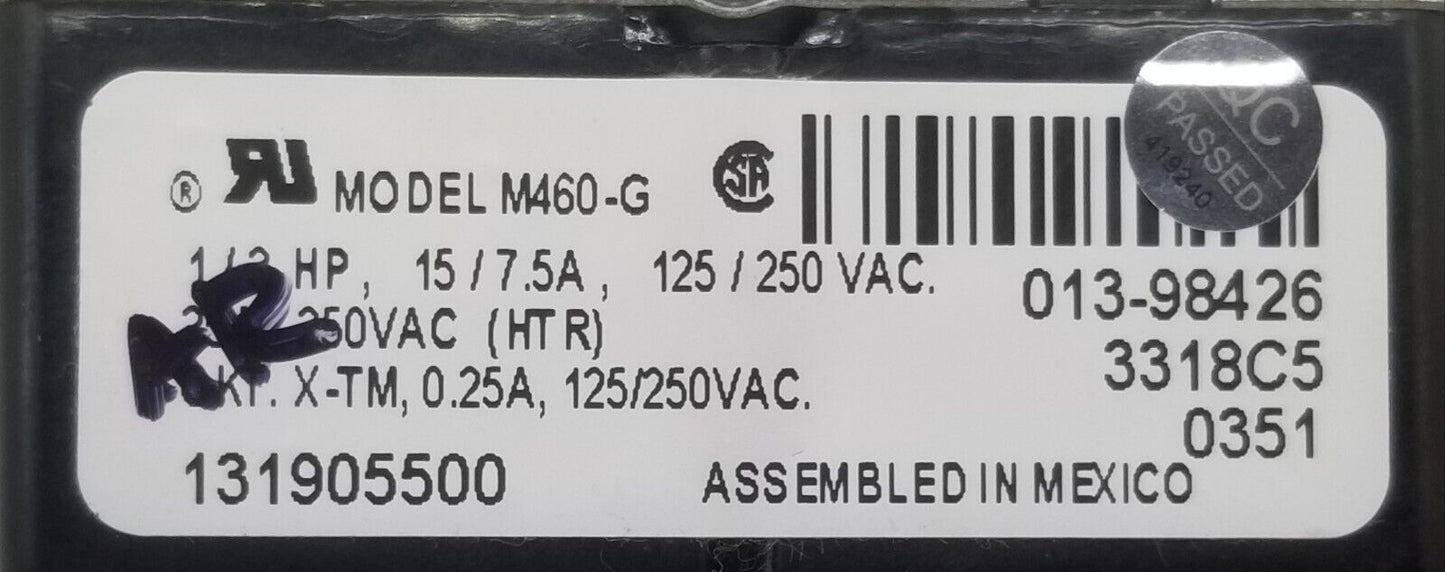 ® MODEL M460-G
HP, 15 / 7.5A, 125 / 250 VAC.
250VAC (HTR)
X-TM, 0.25A, 125/250VAC.
131905500
ASSEMBLED IN MEXICO
013-98426
3318C5
0351
QC
PASSED
419240